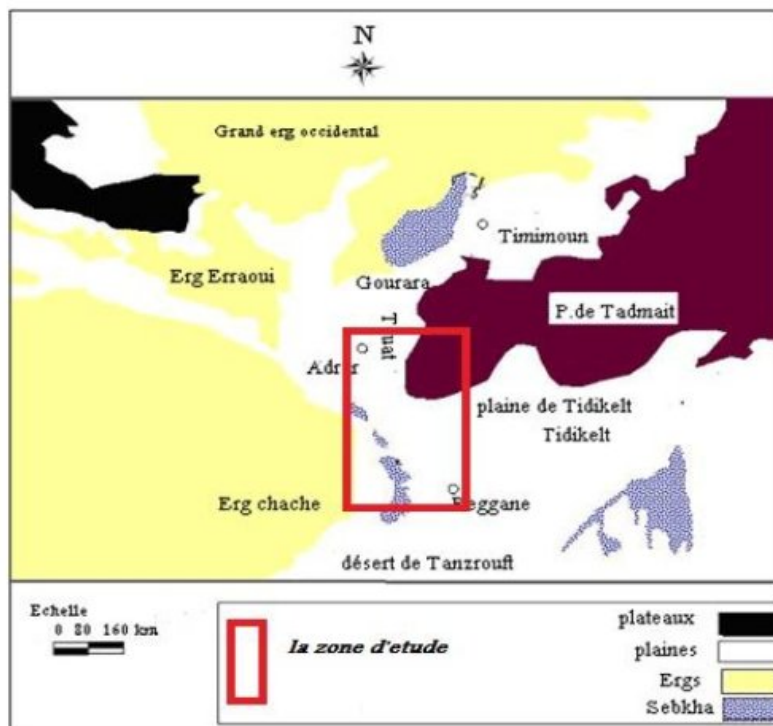 N
Grand erg occidental
Timimoun
Erg Erraoui
Gourara
P.de Tadmait
Tuat
Adrar
plaine de Tidikelt
Tidikelt
Erg chache
Reggane
désert de Tanzrouft
Echelle
0 80 160 km
la zone d'etude
plateaux
plaines
Ergs
Sebkha